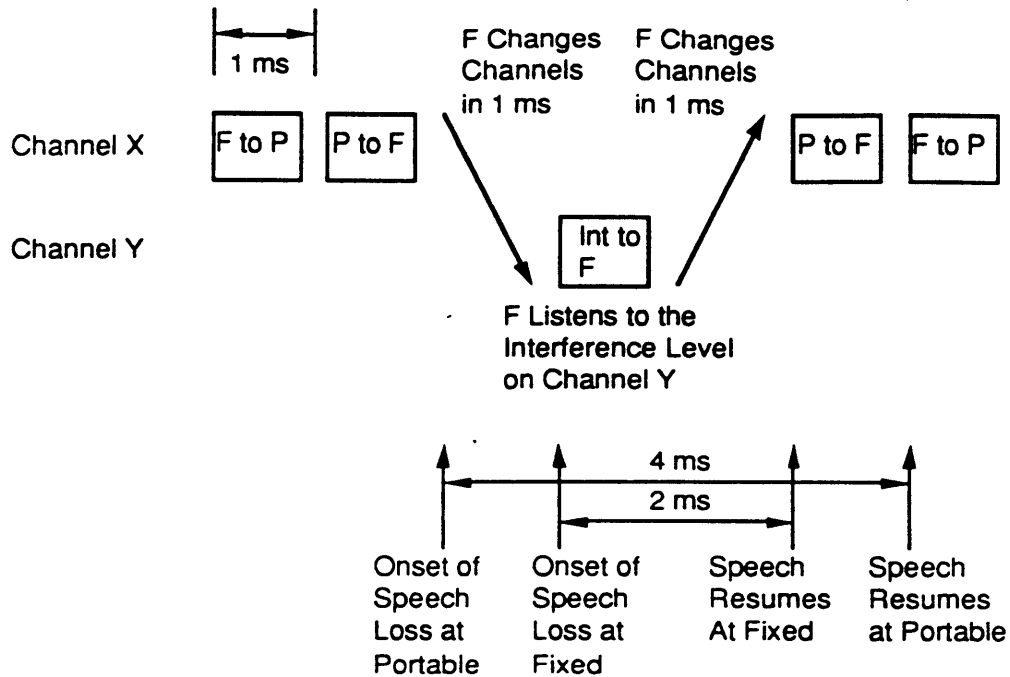 F Changes
Channels
in 1 ms
F Changes
Channels
in 1 ms
1 ms
Channel X
F to P
P to F
P to F
F to P
Channel Y
Int to
F
F Listens to the
Interference Level
on Channel Y
4 ms
2 ms
Onset of
Speech
Loss at
Portable
Onset of
Speech
Loss at
Fixed
Speech
Resumes
At Fixed
Speech
Resumes
at Portable